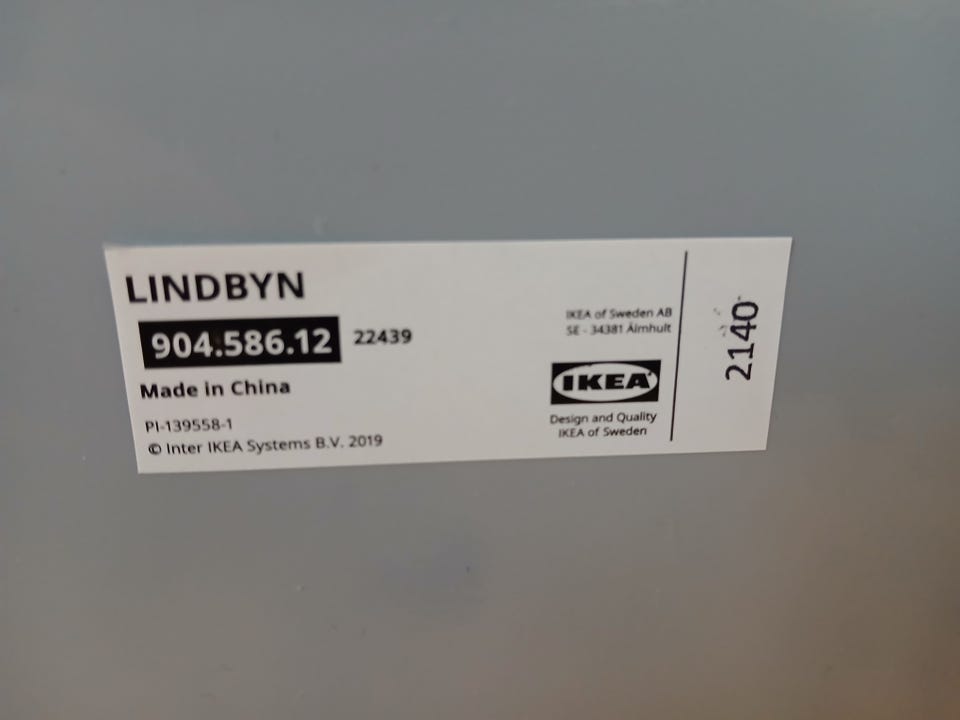 LINDBYN
904.586.12 22439
Made in China
PI-139558-1
© Inter IKEA Systems B.V. 2019
IKEA of Sweden AB
SE - 34381 Älmhult
IKEA
Design and Quality
IKEA of Sweden
2140